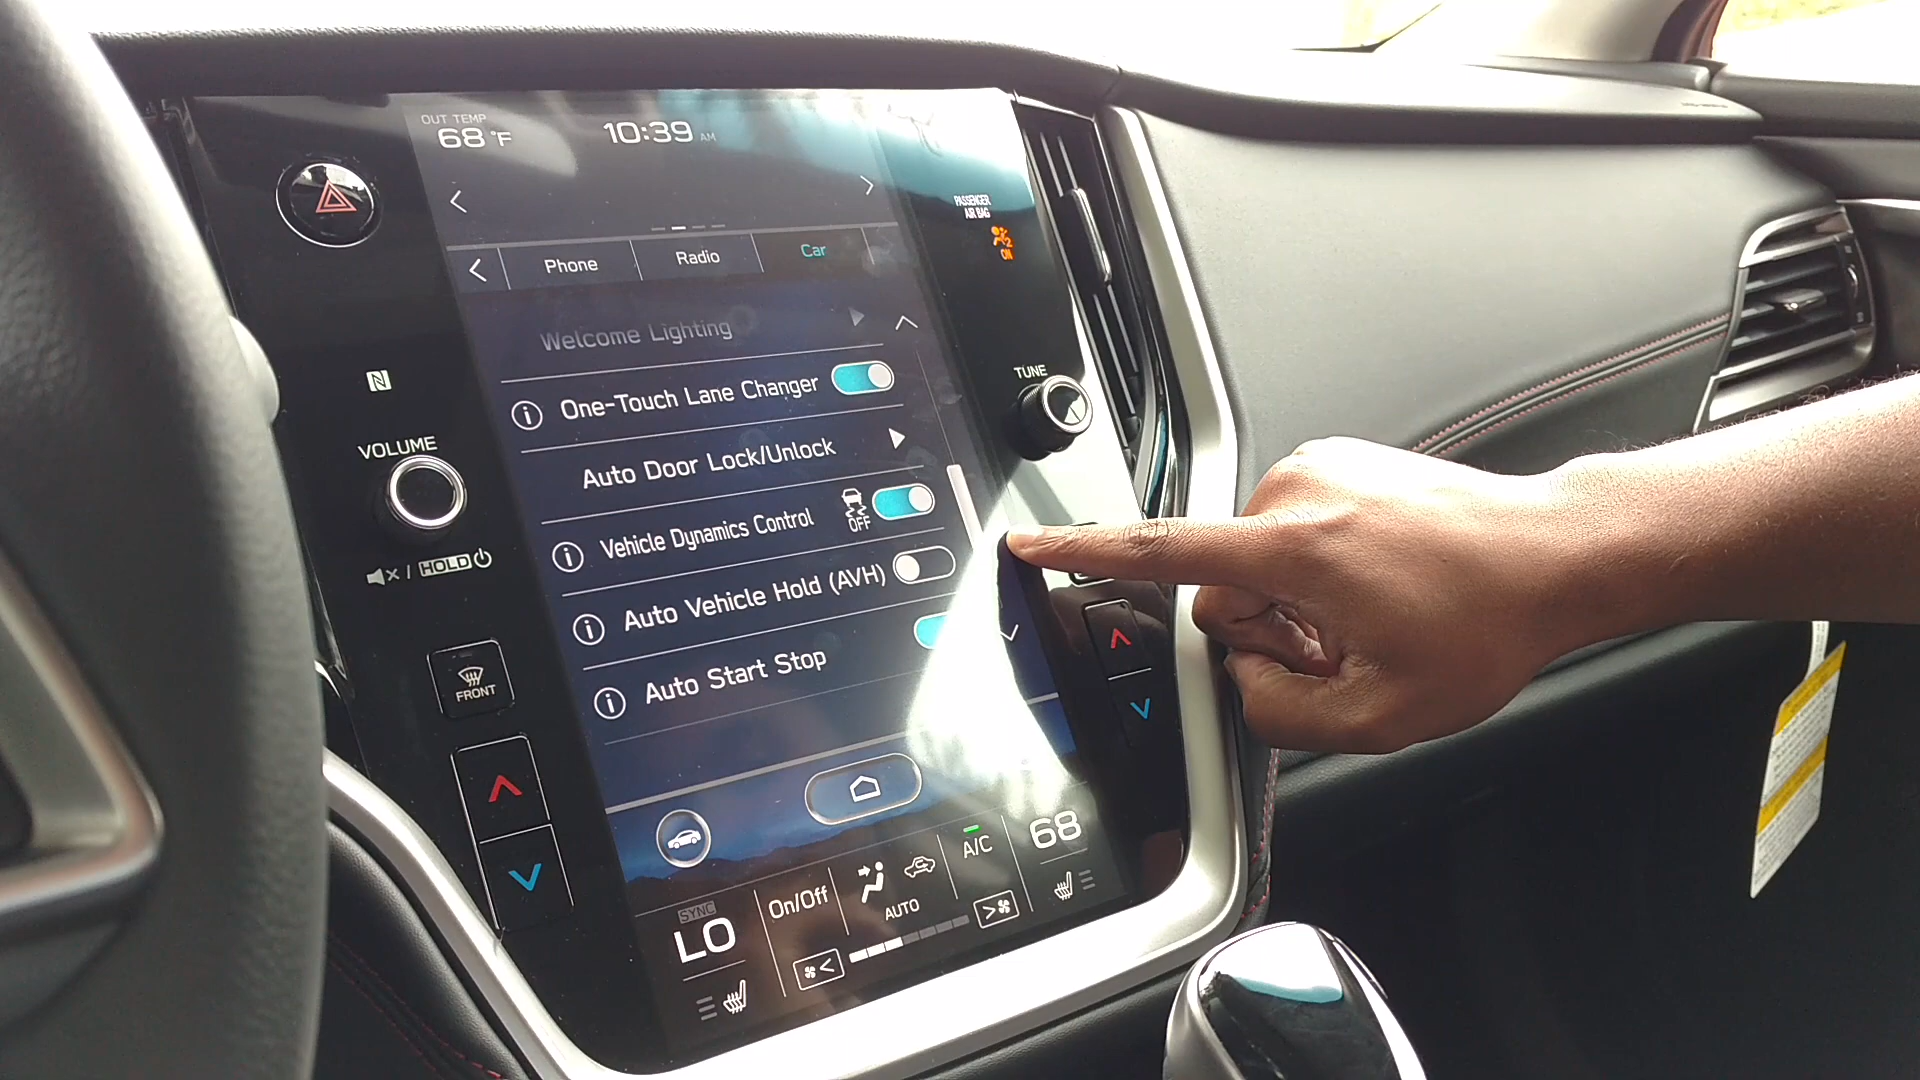 OUT TEMP
68 °F
10:39 AM
PASSENGER
AIR BAG
ON
Phone
Radio
Car
Welcome Lighting
One-Touch Lane Changer
Auto Door Lock/Unlock
Vehicle Dynamics Control
OFF
Auto Vehicle Hold (AVH)
Auto Start Stop
TUNE
VOLUME
/ HOLD
FRONT
SYNC
LO
On/Off
AUTO
A/C
68